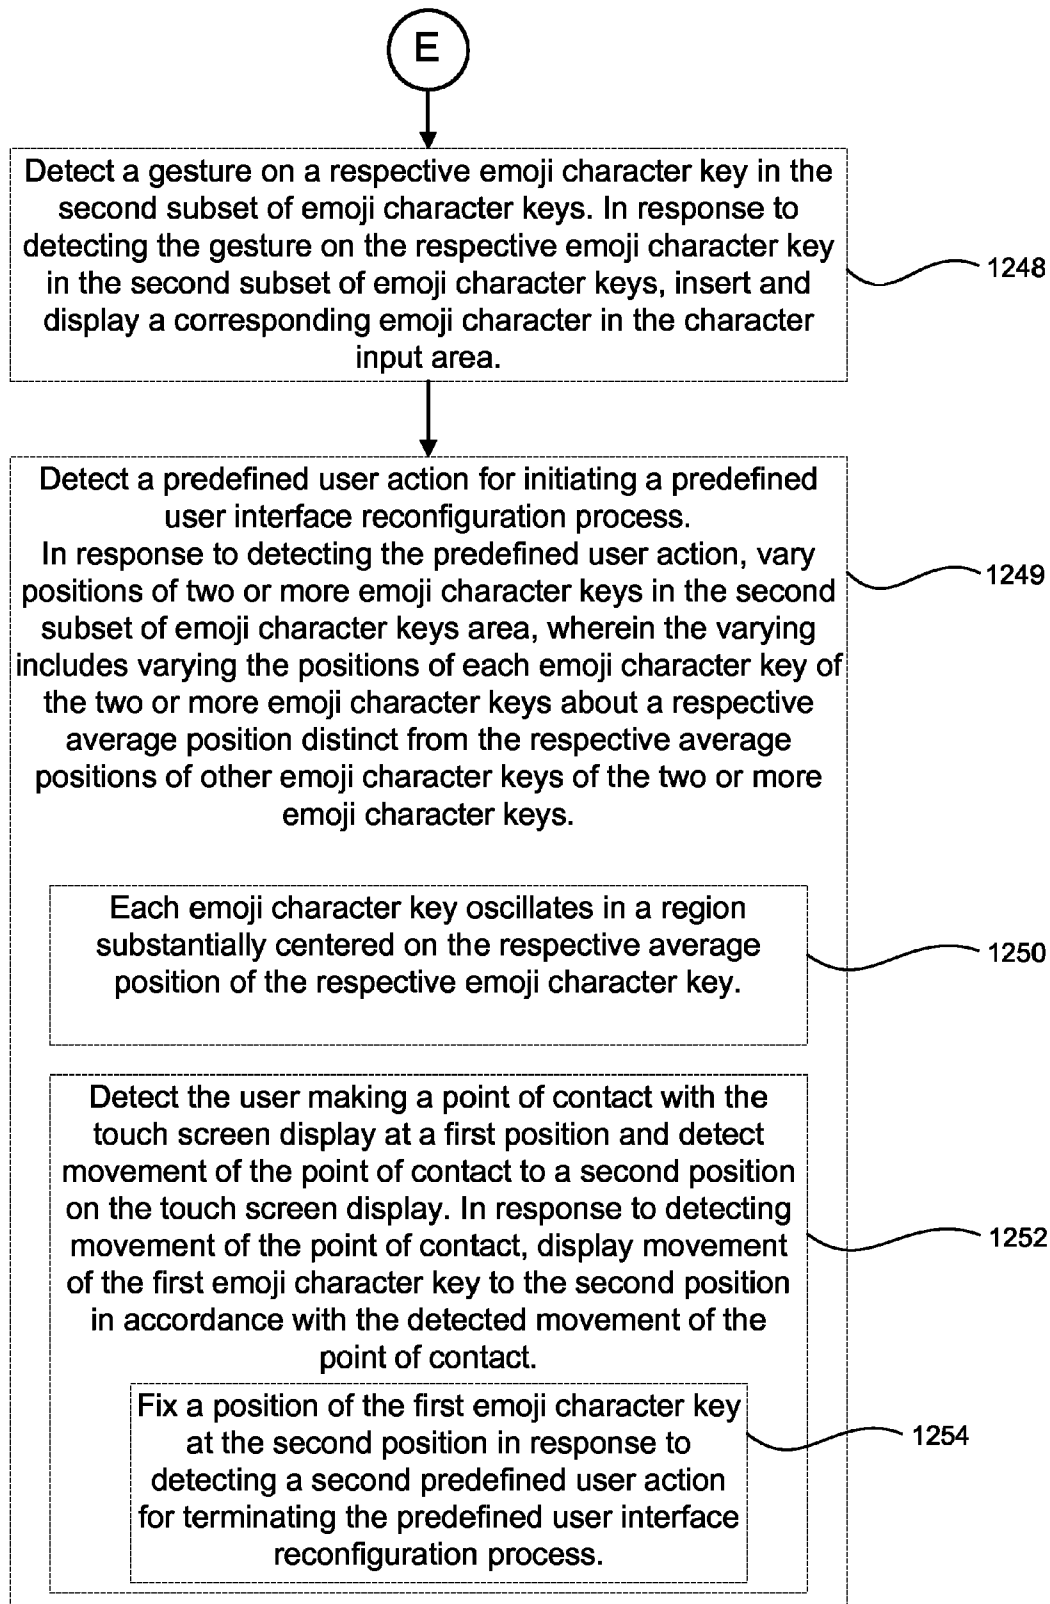 E
Detect a gesture on a respective emoji character key in the
second subset of emoji character keys. In response to
detecting the gesture on the respective emoji character key
in the second subset of emoji character keys, insert and
display a corresponding emoji character in the character
input area.
1248
Detect a predefined user action for initiating a predefined
user interface reconfiguration process.
In response to detecting the predefined user action, vary
positions of two or more emoji character keys in the second
subset of emoji character keys area, wherein the varying
includes varying the positions of each emoji character key of
the two or more emoji character keys about a respective
average position distinct from the respective average
positions of other emoji character keys of the two or more
emoji character keys.
1249
Each emoji character key oscillates in a region
substantially centered on the respective average
position of the respective emoji character key.
1250
Detect the user making a point of contact with the
touch screen display at a first position and detect
movement of the point of contact to a second position
on the touch screen display. In response to detecting
movement of the point of contact, display movement
of the first emoji character key to the second position
in accordance with the detected movement of the
point of contact.
1252
Fix a position of the first emoji character key
at the second position in response to
detecting a second predefined user action
for terminating the predefined user interface
reconfiguration process.
1254